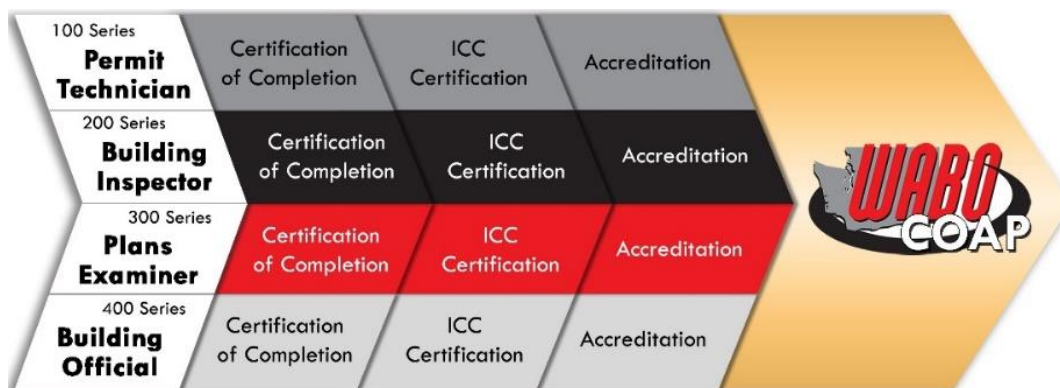 100 Series
Permit
Technician
Certification
of Completion
ICC
Certification
Accreditation
200 Series
Building
Inspector
Certification
of Completion
ICC
Certification
Accreditation
300 Series
Plans
Examiner
Certification
of Completion
ICC
Certification
Accreditation
400 Series
Building
Official
Certification
of Completion
ICC
Certification
Accreditation
WABO
COAP